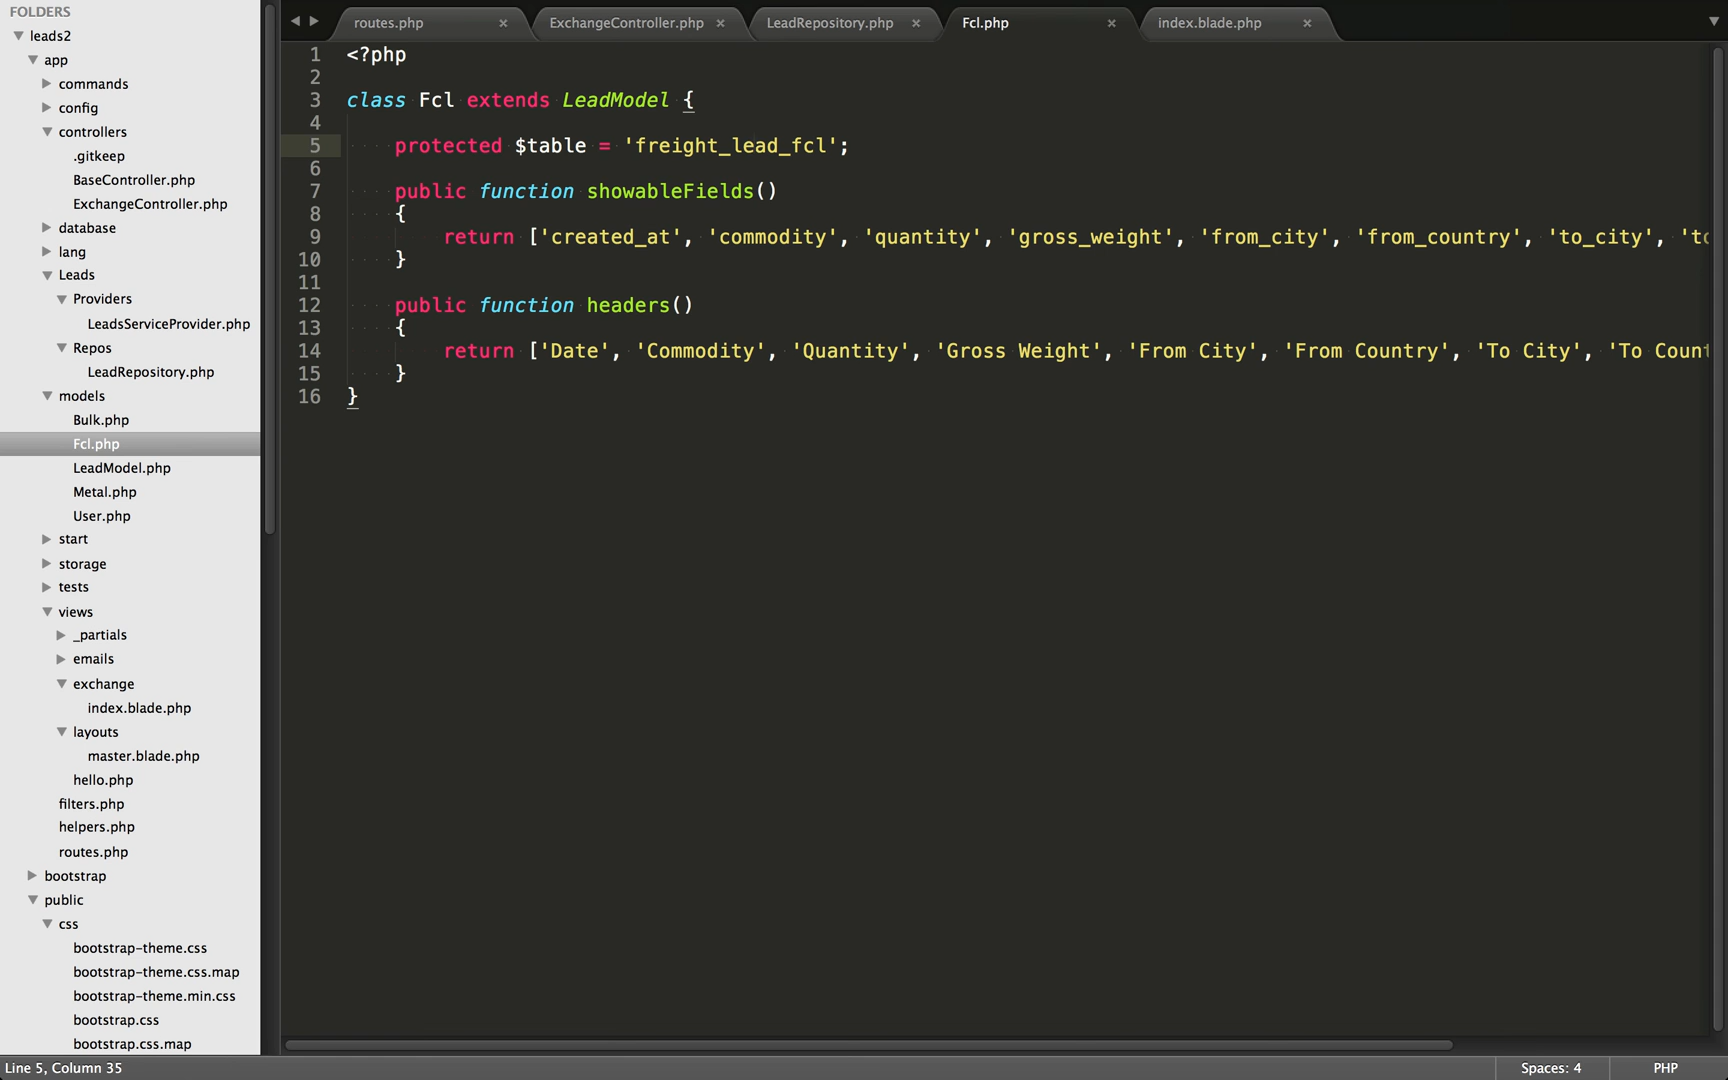 FOLDERS
leads2
app
commands
config
controllers
.gitkeep
BaseController.php
ExchangeController.php
database
lang
Leads
Providers
LeadsServiceProvider.php
Repos
LeadRepository.php
models
Bulk.php
Fcl.php
LeadModel.php
Metal.php
User.php
start
storage
tests
views
_partials
emails
exchange
index.blade.php
layouts
master.blade.php
hello.php
filters.php
helpers.php
routes.php
bootstrap
public
css
bootstrap-theme.css
bootstrap-theme.css.map
bootstrap-theme.min.css
bootstrap.css
bootstrap.css.map
routes.php × ExchangeController.php × LeadRepository.php × Fcl.php × index.blade.php ×
1 <?php
2
3 class Fcl extends LeadModel {
4
5 protected $table = 'freight_lead_fcl';
6
7 public function showableFields()
8 {
9 return ['created_at', 'commodity', 'quantity', 'gross_weight', 'from_city', 'from_country', 'to_city', 'to
10 }
11
12 public function headers()
13 {
14 return ['Date', 'Commodity', 'Quantity', 'Gross Weight', 'From City', 'From Country', 'To City', 'To Count
15 }
16 }
Line 5, Column 35 Spaces: 4 PHP